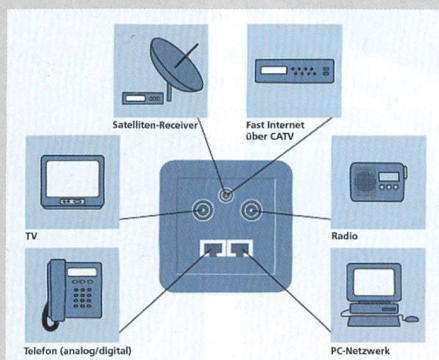 Satelliten-Receiver
Fast Internet
über CATV
TV
Radio
Telefon (analog/digital)
PC-Netzwerk